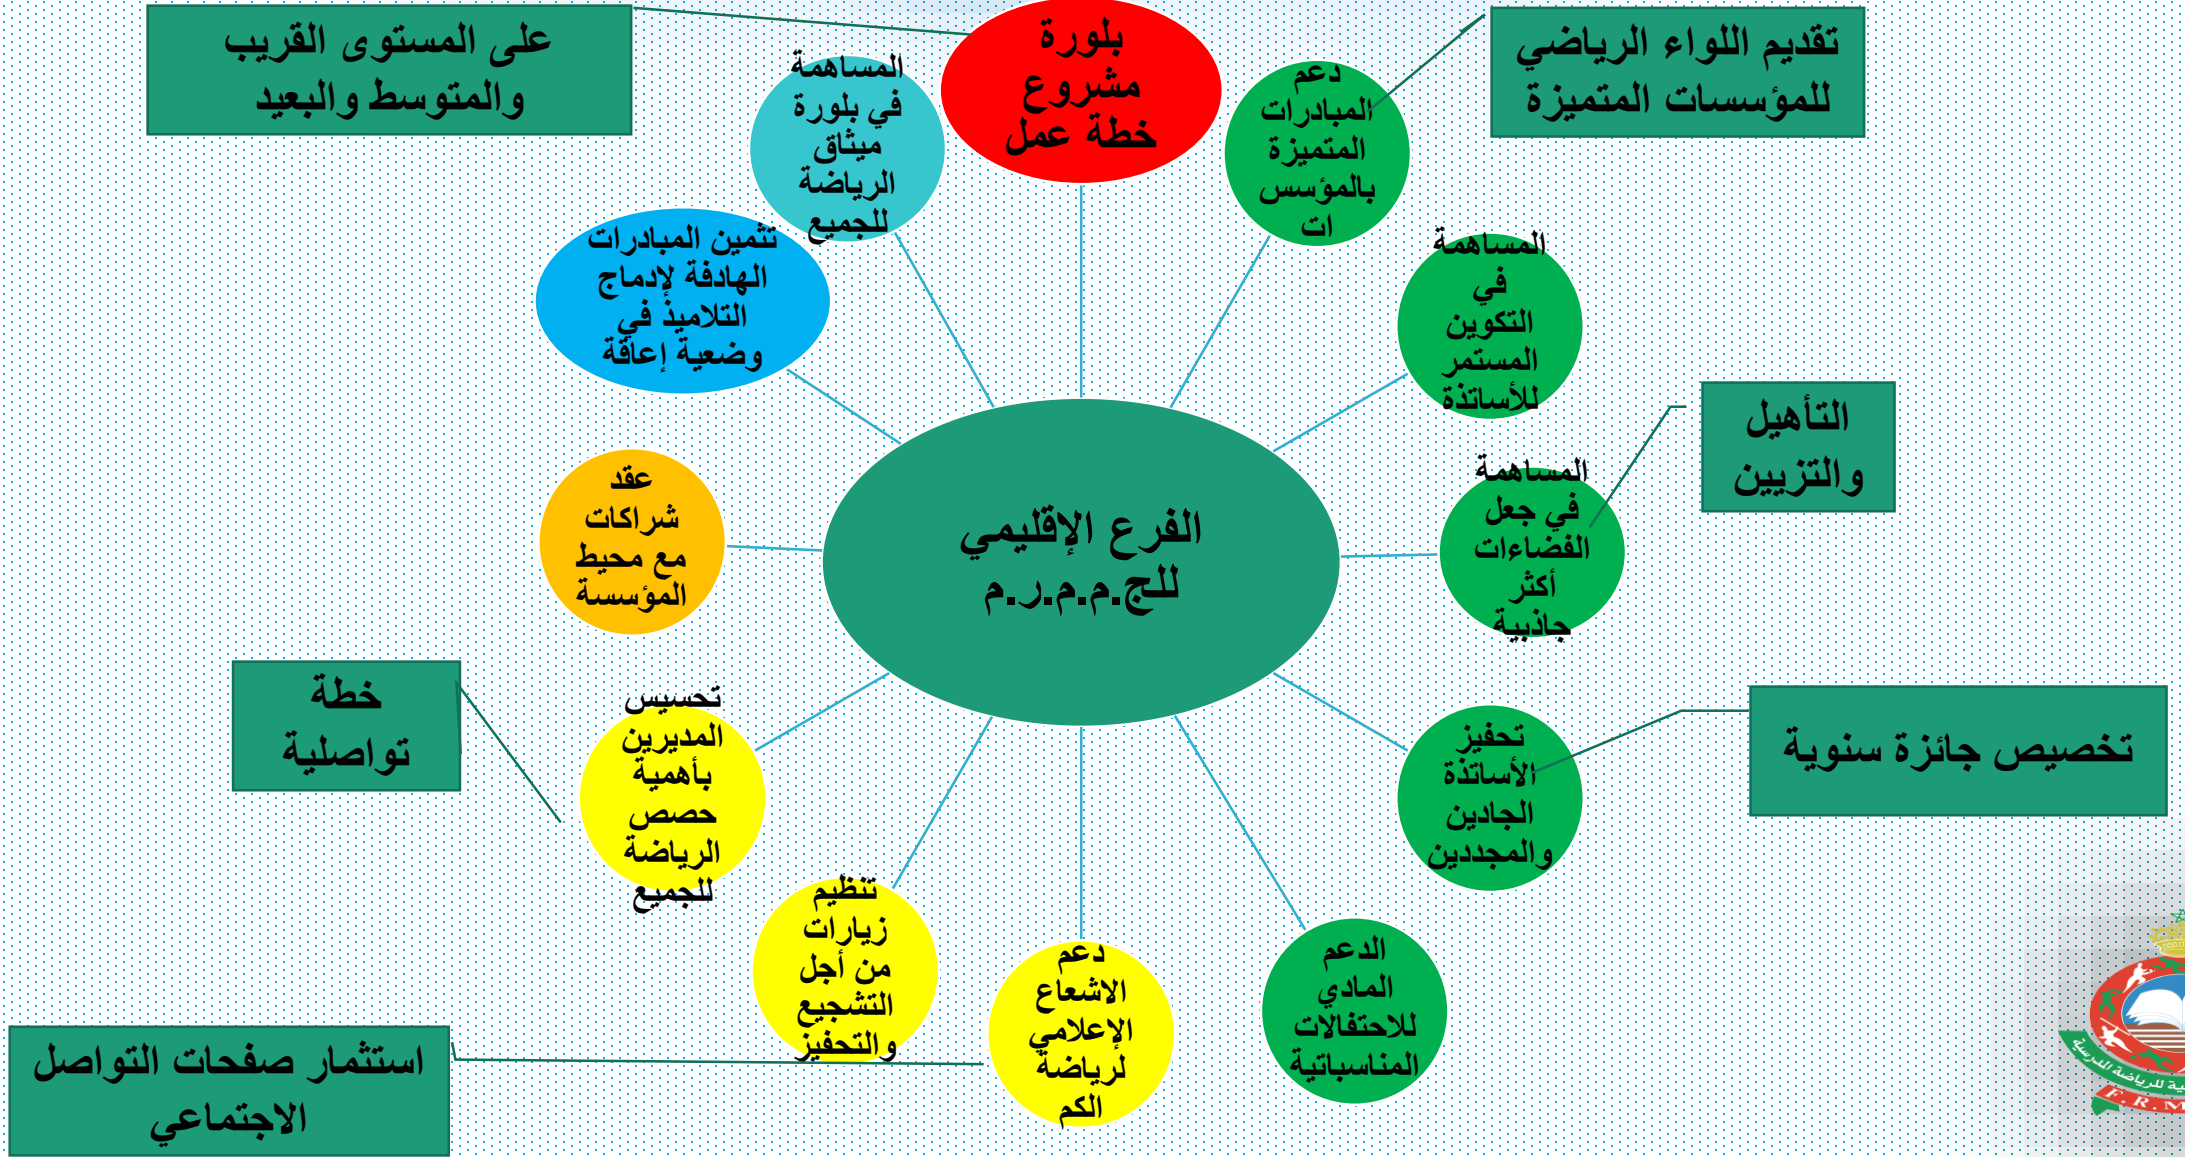 بلورة
مشروع
خطة عمل
على المستوى القريب
والمتوسط والبعيد
دعم
المبادرات
المتميزة
بالمؤسس
ات
تقديم اللواء الرياضي
للمؤسسات المتميزة
المساهمة
في
التكوين
المستمر
للأساتذة
المساهمة
في جعل
الفضاءات
أكثر
جاذبية
التأهيل
والتزيين
تحفيز
الأساتذة
الجادين
والمجددين
تخصيص جائزة سنوية
الدعم
المادي
للاحتفالات
المناسباتية
دعم
الاشعاع
الإعلامي
لرياضة
الكم
استثمار صفحات التواصل
الاجتماعي
تنظيم
زيارات
من أجل
التشجيع
والتحفيز
تحسيس
المديرين
بأهمية
حصص
الرياضة
للجميع
خطة
تواصلية
عقد
شراكات
مع محيط
المؤسسة
تثمين المبادرات
الهادفة لإدماج
التلاميذ في
وضعية إعاقة
المساهمة
في بلورة
ميثاق
الرياضة
للجميع
الفرع الإقليمي
للج.م.م.ر.م
للرياضة المدرسية
F. R. M